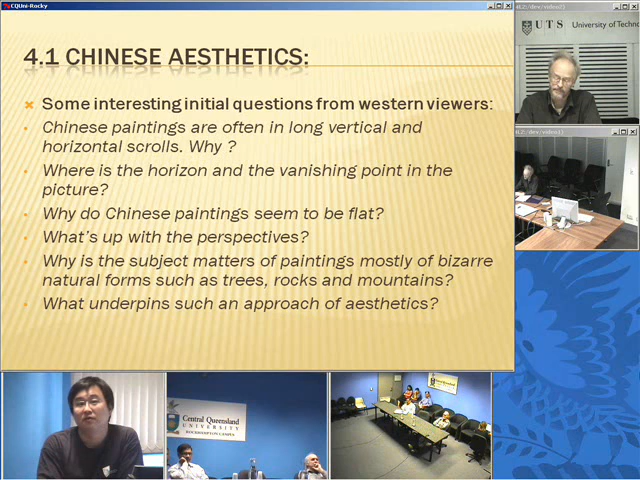 CQUni-Rocky
4.1 CHINESE AESTHETICS:
Some interesting initial questions from western viewers:
Chinese paintings are often in long vertical and
horizontal scrolls. Why ?
Where is the horizon and the vanishing point in the
picture?
Why do Chinese paintings seem to be flat?
What's up with the perspectives?
Why is the subject matters of paintings mostly of bizarre
natural forms such as trees, rocks and mountains?
What underpins such an approach of aesthetics?
UTS University of Techno
Central Queensland
UNIVERSITY
ROCKHAMPTON CAMPUS